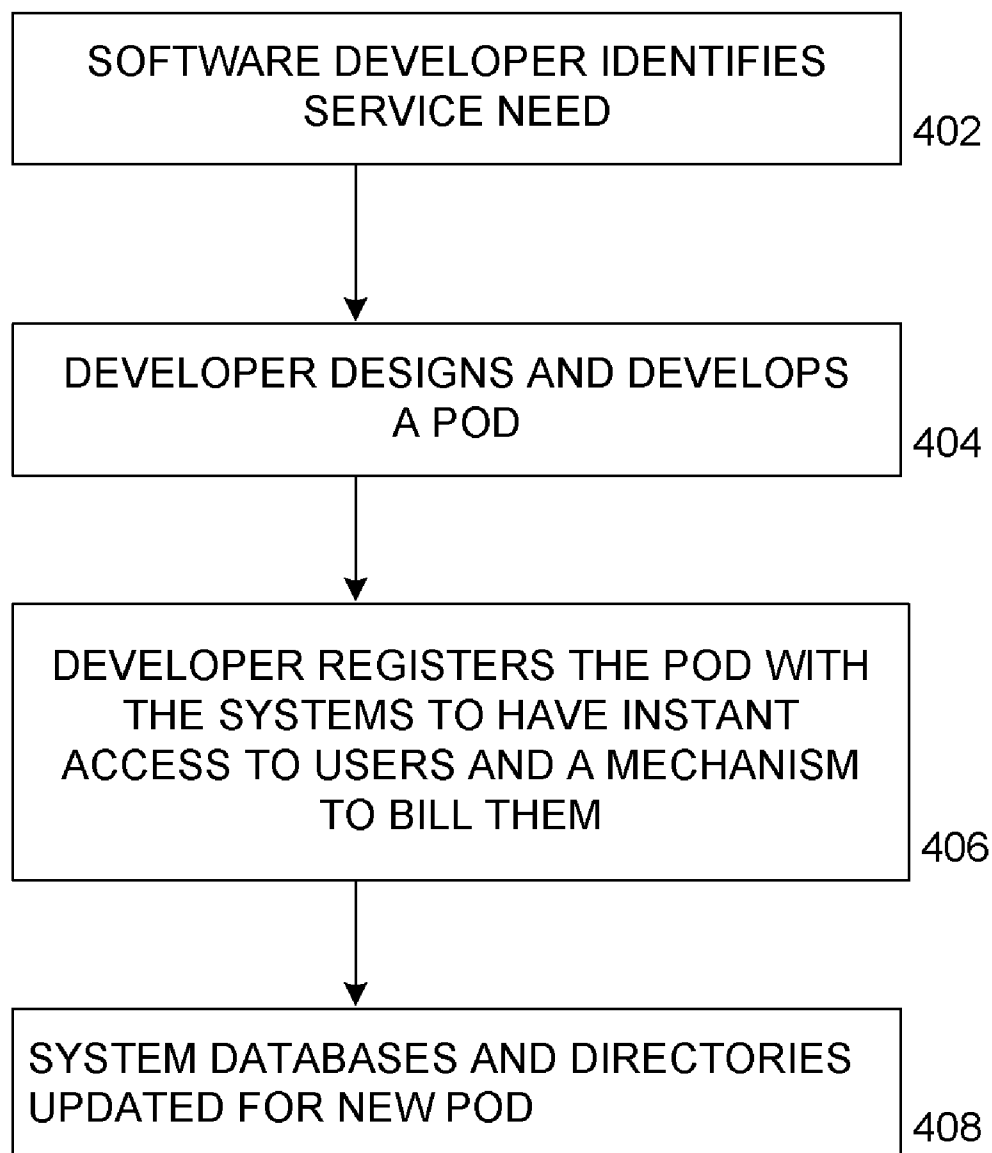 SOFTWARE DEVELOPER IDENTIFIES
SERVICE NEED
402
DEVELOPER DESIGNS AND DEVELOPS
A POD
404
DEVELOPER REGISTERS THE POD WITH
THE SYSTEMS TO HAVE INSTANT
ACCESS TO USERS AND A MECHANISM
TO BILL THEM
406
SYSTEM DATABASES AND DIRECTORIES
UPDATED FOR NEW POD
408